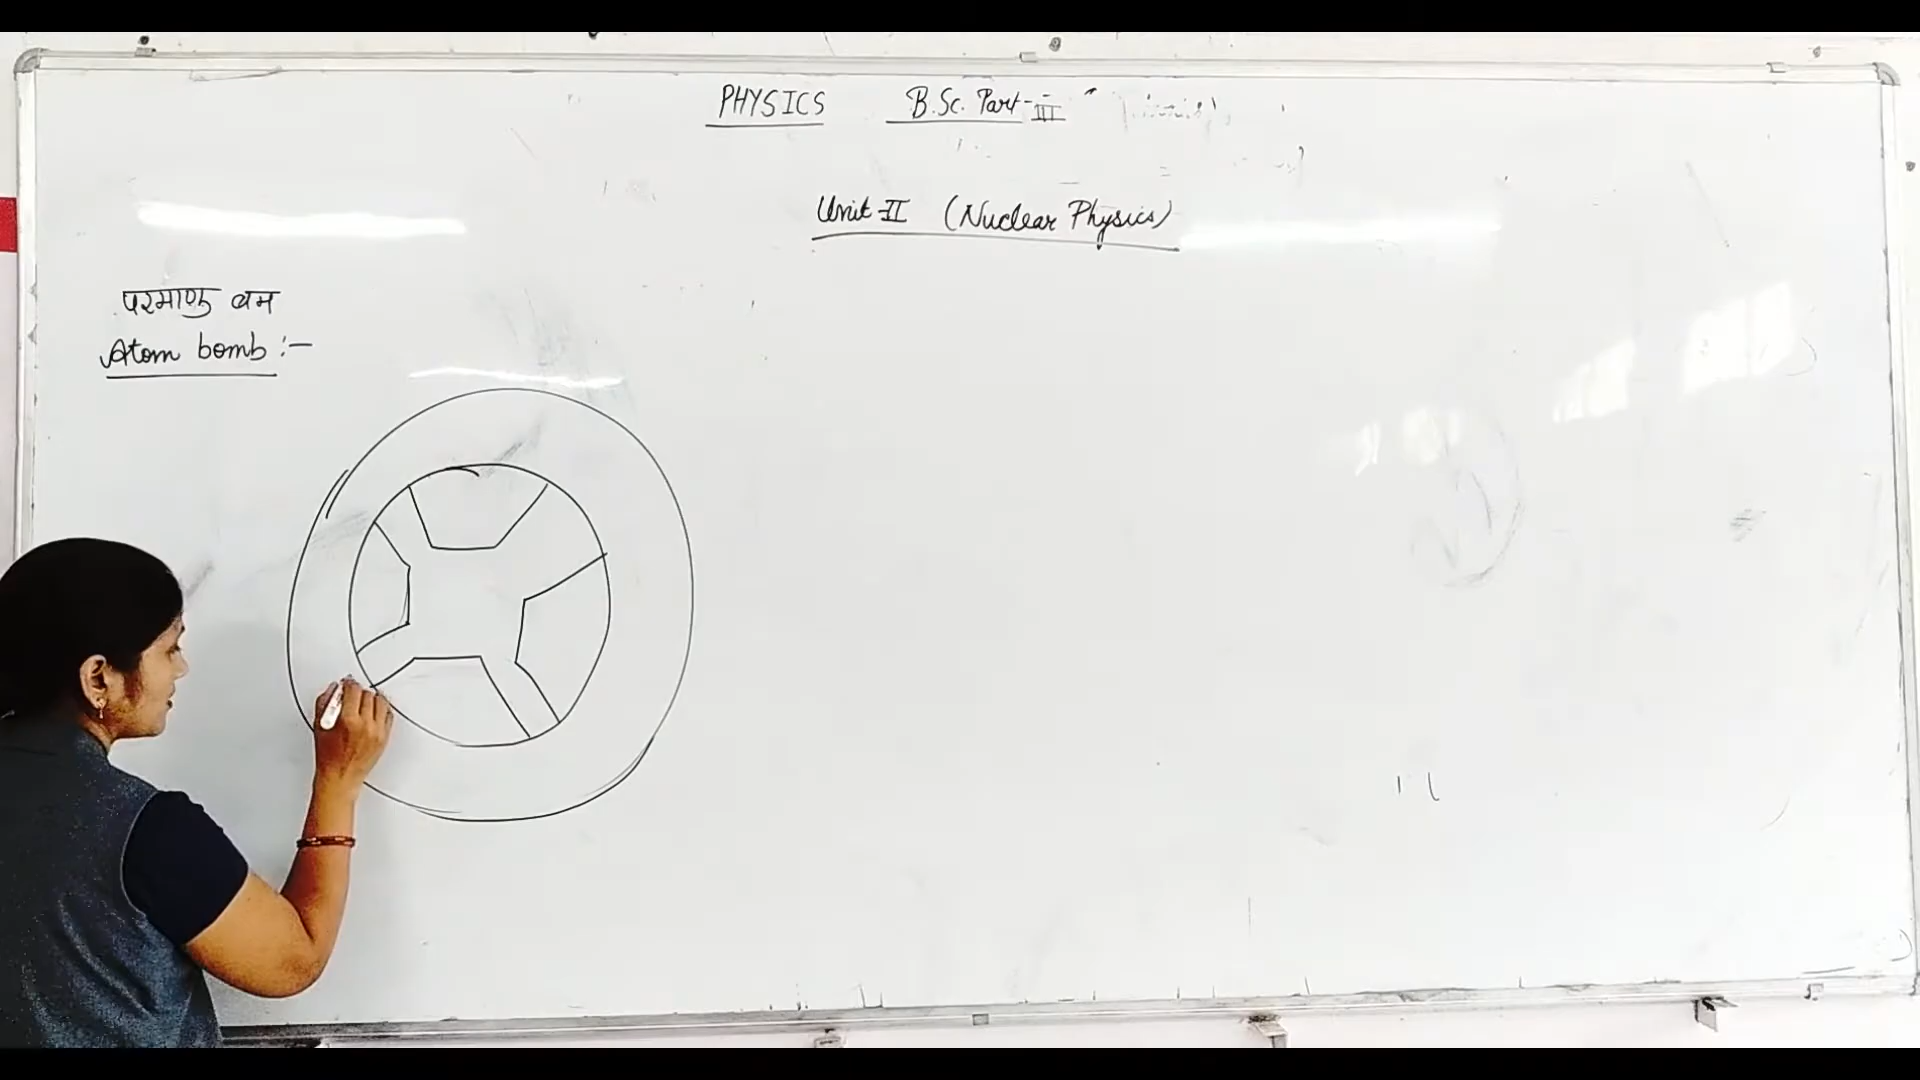 PHYSICS B.Sc. Part-III
Unit-II (Nuclear Physics)
परमाणु बम
Atom bomb :-